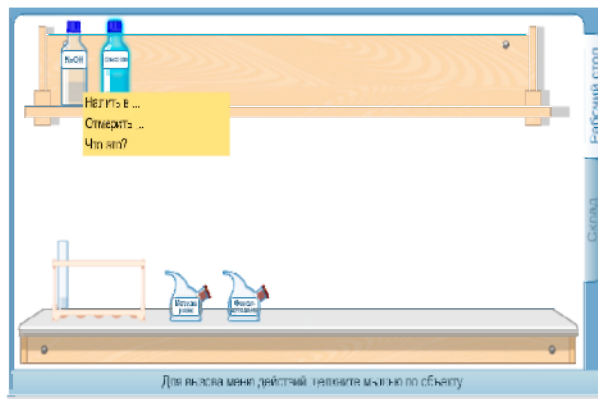 NaOH
Налить в ...
Отмерить ...
Что это?
Рабочий стол
Склад
Для вызова меню действий щелкните мышью по объекту